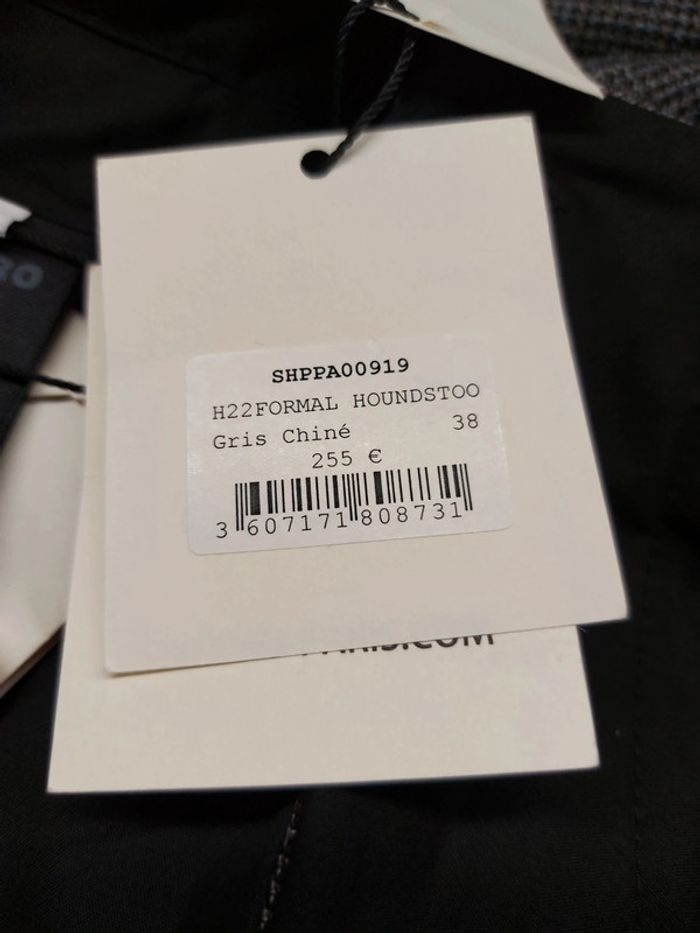 SHPPA00919
H22FORMAL HOUNDSTOO
Gris Chiné 38
255 €
3 607171 808731